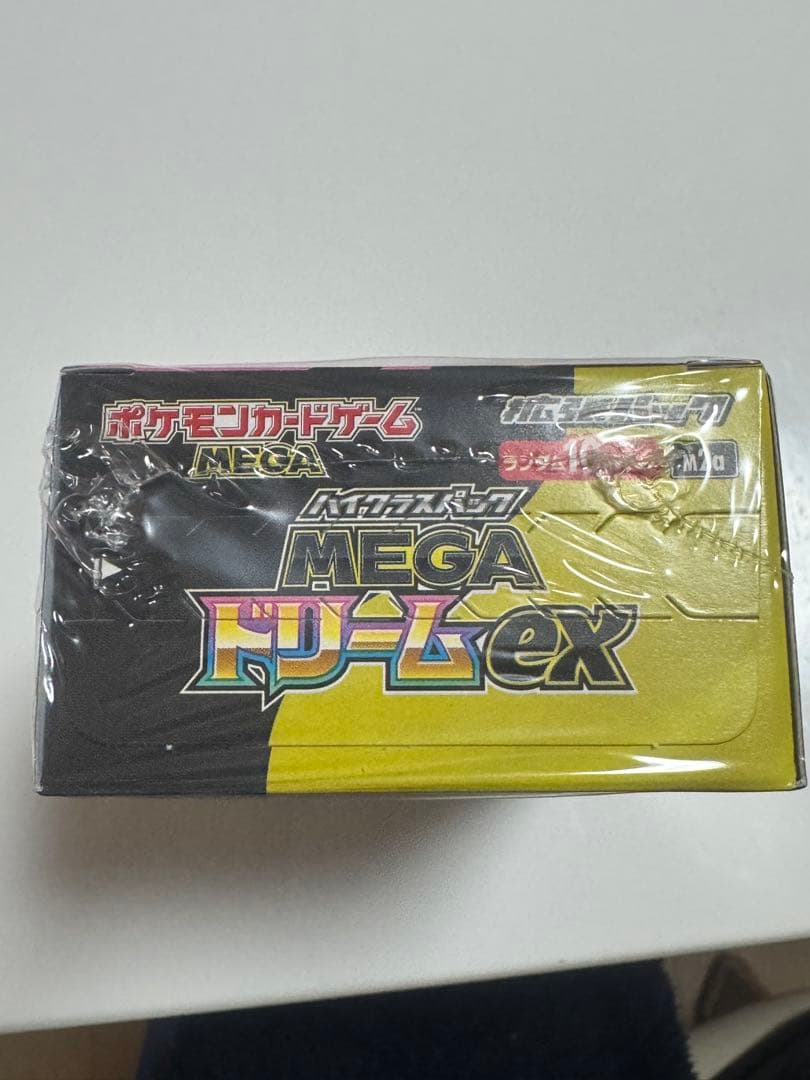 ポケモンカードゲーム
MEGA
拡張パック
ランダム10
M2a
ハイクラスパック
MEGA
ドリームex